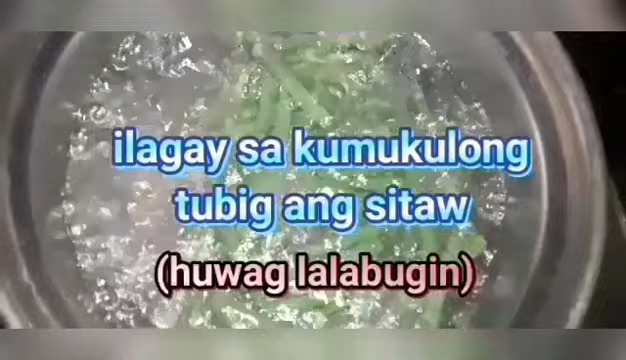 ilagay sa kumukulong
tubig ang sitaw
(huwag lalabugin)